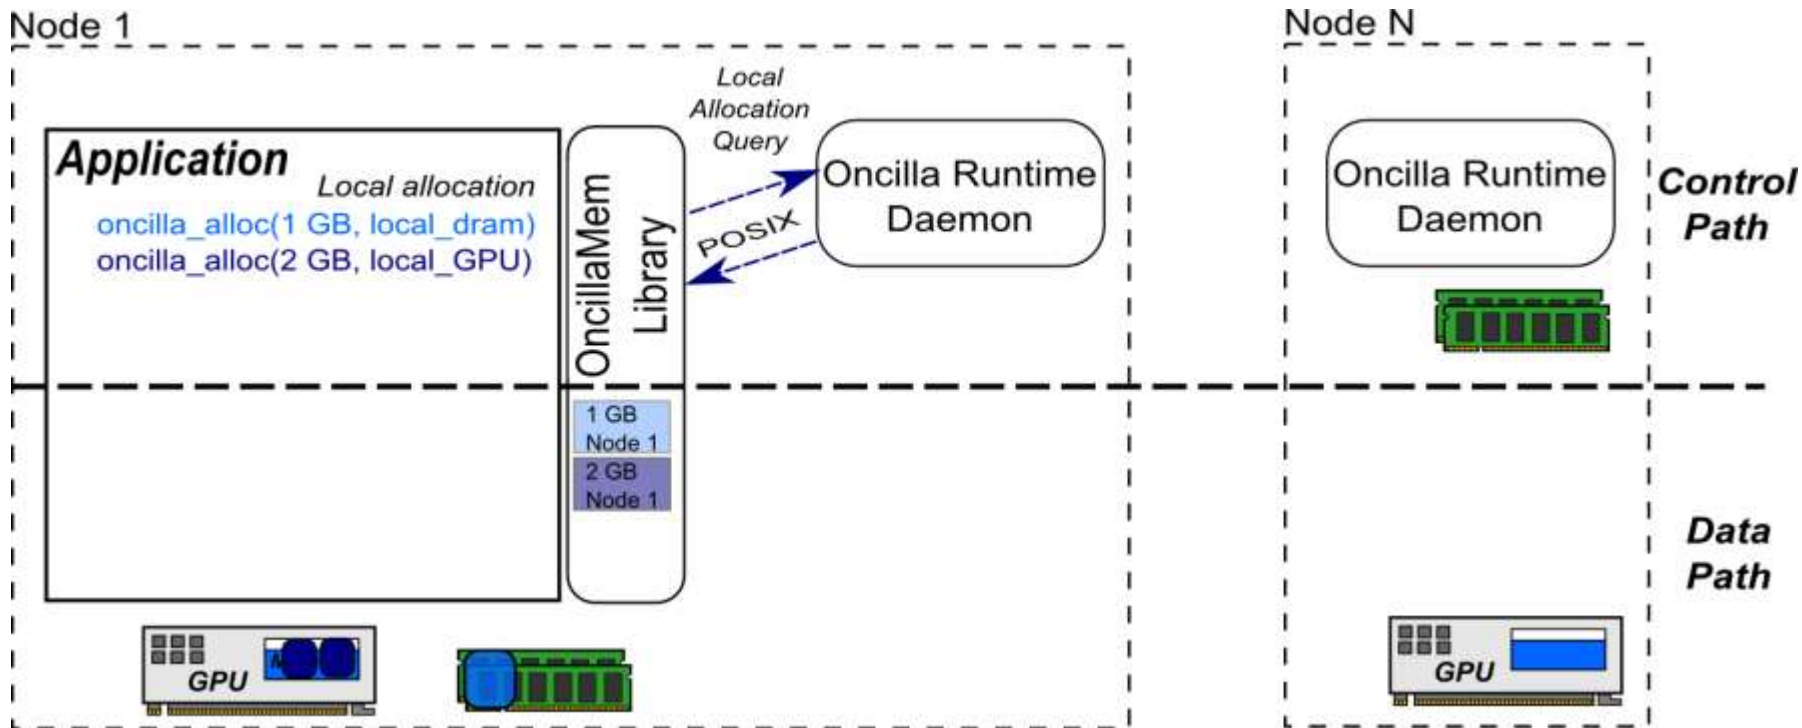 Node 1
Node N
Local
Allocation
Query
Application
Local allocation
oncilla_alloc(1 GB, local_dram)
oncilla_alloc(2 GB, local_GPU)
OncillaMem
Library
POSIX
Oncilla Runtime
Daemon
Oncilla Runtime
Daemon
Control
Path
1 GB
Node 1
2 GB
Node 1
Data
Path
GPU
GPU